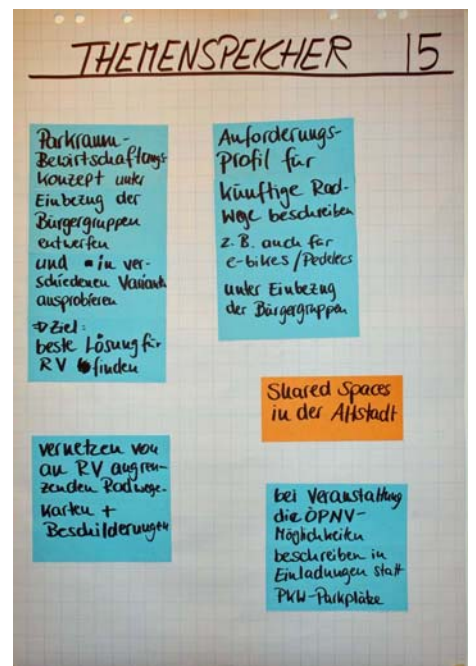 THEMENSPEICHER 15
Parkraum-
Bewirtschaftungs-
Konzept unter
Einbezug der
Bürgergruppen
entwerfen
und in ver-
schiedenen Variant.
ausprobieren
⇒ Ziel:
beste Lösung für
RV finden
Anforderungs-
Profil für
künftige Rad-
Wege beschreiben
z.B. auch für
e-bikes / Pedelecs
unter Einbezug
der Bürgergruppen
Shared Spaces
in der Altstadt
vernetzen von
an RV angren-
zenden Radwege-
Karten +
Beschilderungen
bei Veranstaltung
die ÖPNV-
Möglichkeiten
beschreiben in
Einladungen statt
PKW-Parkplätze